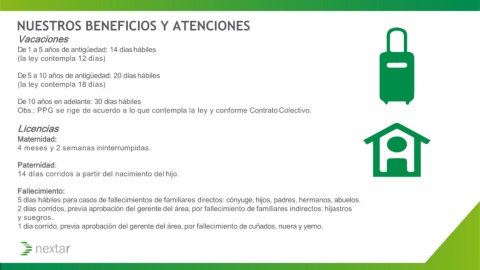 NUESTROS BENEFICIOS Y ATENCIONES
Vacaciones
De 1 a 5 años de antigüedad: 14 días hábiles
(la ley contempla 12 días)
De 5 a 10 años de antigüedad: 20 días hábiles
(la ley contempla 18 días)
De 10 años en adelante: 30 días hábiles
Obs.: PPG se rige de acuerdo a lo que contempla la ley y conforme Contrato Colectivo.
Licencias
Maternidad:
4 meses y 2 semanas ininterrumpidas.
Paternidad:
14 días corridos a partir del nacimiento del hijo.
Fallecimiento:
5 días hábiles para casos de fallecimientos de familiares directos: cónyuge, hijos, padres, hermanos, abuelos.
2 días corridos, previa aprobación del gerente del área, por fallecimiento de familiares indirectos: hijastros
y suegros.
1 día corrido, previa aprobación del gerente del área, por fallecimiento de cuñados, nuera y yerno.
nextar